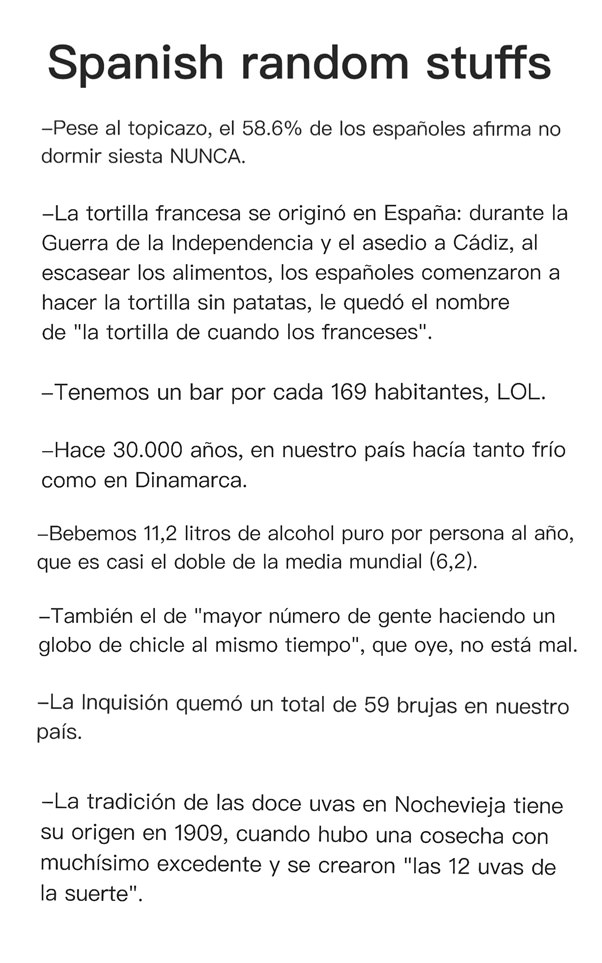 Spanish random stuffs
–Pese al topicazo, el 58.6% de los españoles afirma no
dormir siesta NUNCA.
–La tortilla francesa se originó en España: durante la
Guerra de la Independencia y el asedio a Cádiz, al
escasear los alimentos, los españoles comenzaron a
hacer la tortilla sin patatas, le quedó el nombre
de "la tortilla de cuando los franceses".
–Tenemos un bar por cada 169 habitantes, LOL.
–Hace 30.000 años, en nuestro país hacía tanto frío
como en Dinamarca.
–Bebemos 11,2 litros de alcohol puro por persona al año,
que es casi el doble de la media mundial (6,2).
–También el de "mayor número de gente haciendo un
globo de chicle al mismo tiempo", que oye, no está mal.
–La Inquisión quemó un total de 59 brujas en nuestro
país.
–La tradición de las doce uvas en Nochevieja tiene
su origen en 1909, cuando hubo una cosecha con
muchísimo excedente y se crearon "las 12 uvas de
la suerte".